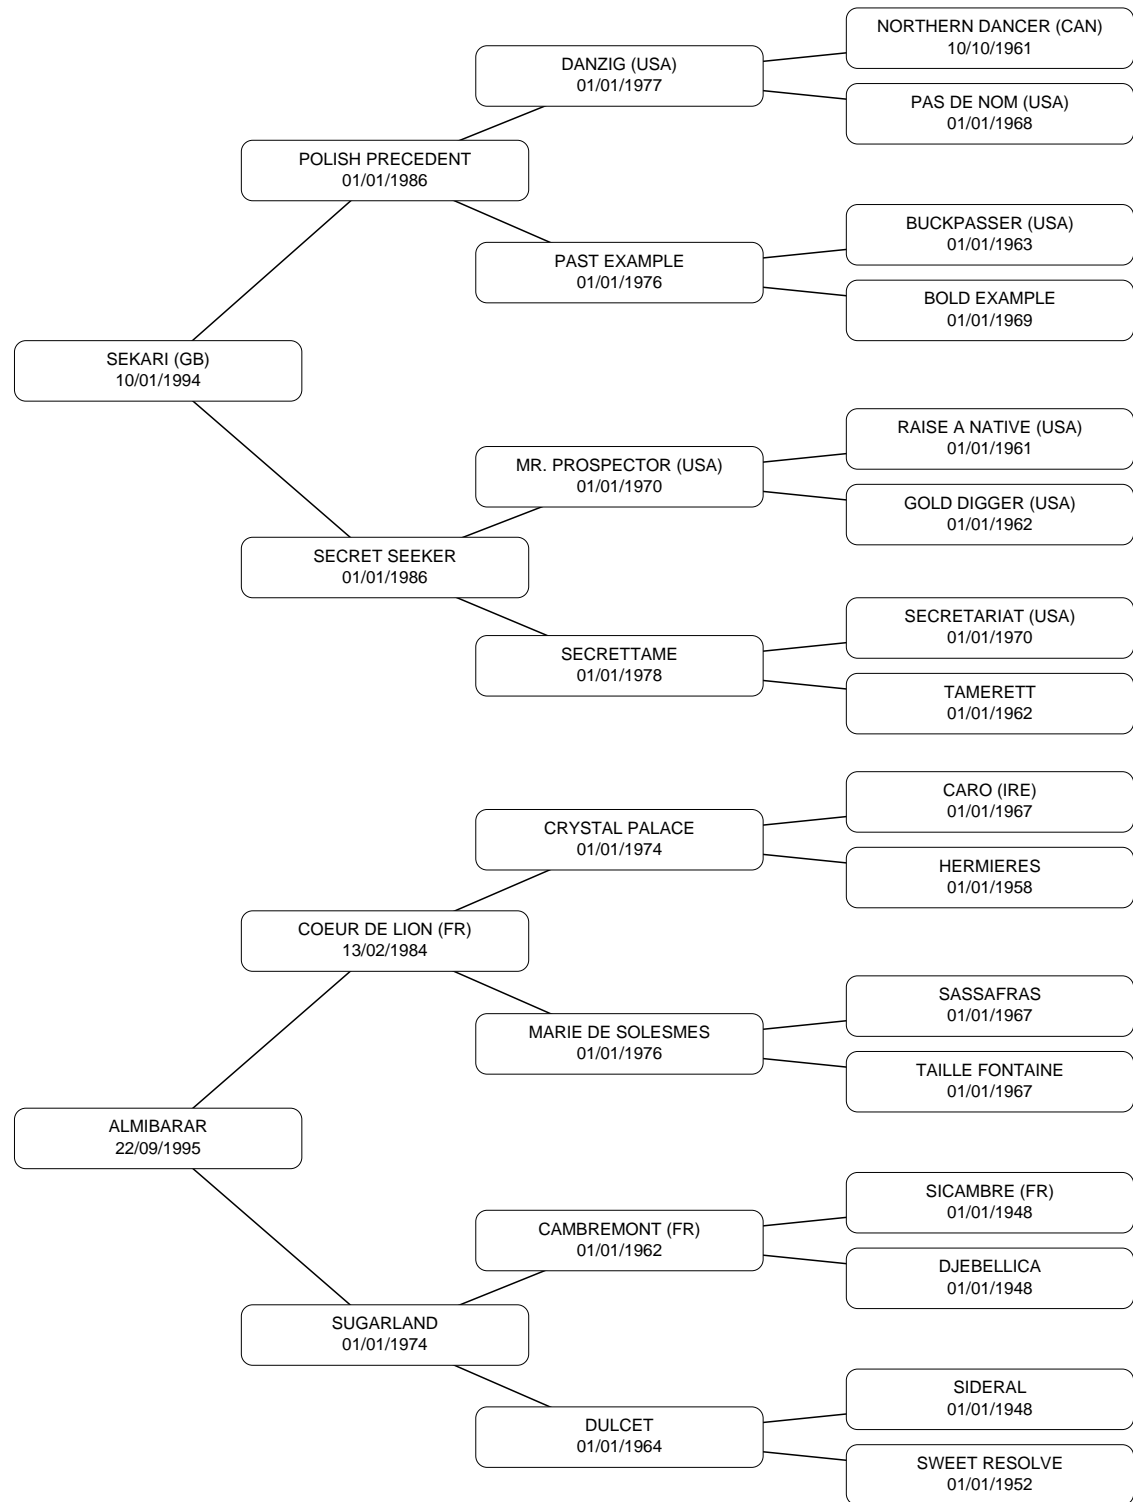 NORTHERN DANCER (CAN)
10/10/1961
DANZIG (USA)
01/01/1977
PAS DE NOM (USA)
01/01/1968
POLISH PRECEDENT
01/01/1986
BUCKPASSER (USA)
01/01/1963
PAST EXAMPLE
01/01/1976
BOLD EXAMPLE
01/01/1969
SEKARI (GB)
10/01/1994
RAISE A NATIVE (USA)
01/01/1961
MR. PROSPECTOR (USA)
01/01/1970
GOLD DIGGER (USA)
01/01/1962
SECRET SEEKER
01/01/1986
SECRETARIAT (USA)
01/01/1970
SECRETTAME
01/01/1978
TAMERETT
01/01/1962
CARO (IRE)
01/01/1967
CRYSTAL PALACE
01/01/1974
HERMIERES
01/01/1958
COEUR DE LION (FR)
13/02/1984
SASSAFRAS
01/01/1967
MARIE DE SOLESMES
01/01/1976
TAILLE FONTAINE
01/01/1967
ALMIBARAR
22/09/1995
SICAMBRE (FR)
01/01/1948
CAMBREMONT (FR)
01/01/1962
DJEBELLICA
01/01/1948
SUGARLAND
01/01/1974
SIDERAL
01/01/1948
DULCET
01/01/1964
SWEET RESOLVE
01/01/1952